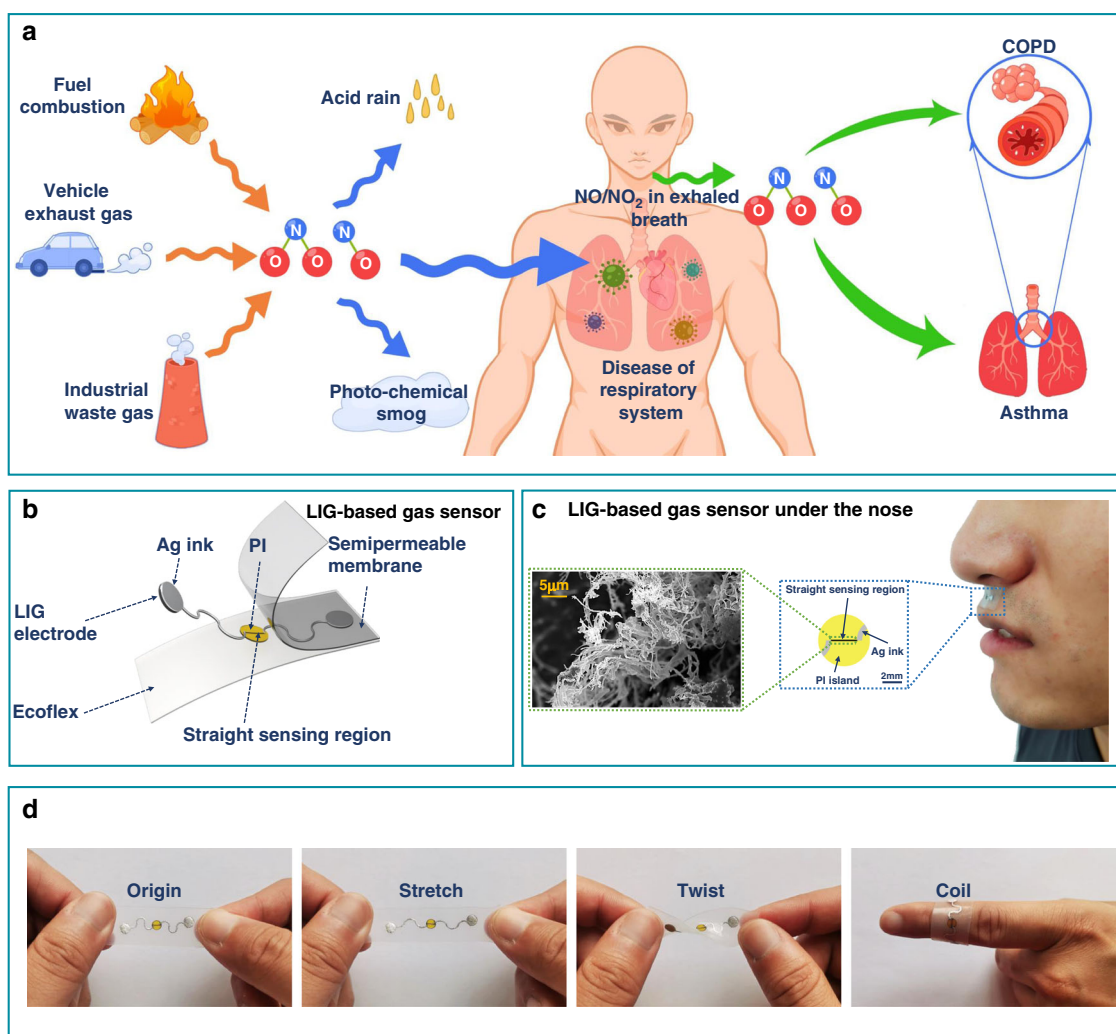 a
Fuel
combustion
Acid rain
COPD
Vehicle
exhaust gas
N N
O O O
NO/NO₂ in exhaled
breath
N N
O O O
Industrial
waste gas
Photo-chemical
smog
Disease of
respiratory
system
Asthma
b
LIG-based gas sensor
Ag ink
PI
Semipermeable
membrane
LIG
electrode
Ecoflex
Straight sensing region
c
LIG-based gas sensor under the nose
5μm
Straight sensing region
Ag ink
PI island
2mm
d
Origin
Stretch
Twist
Coil